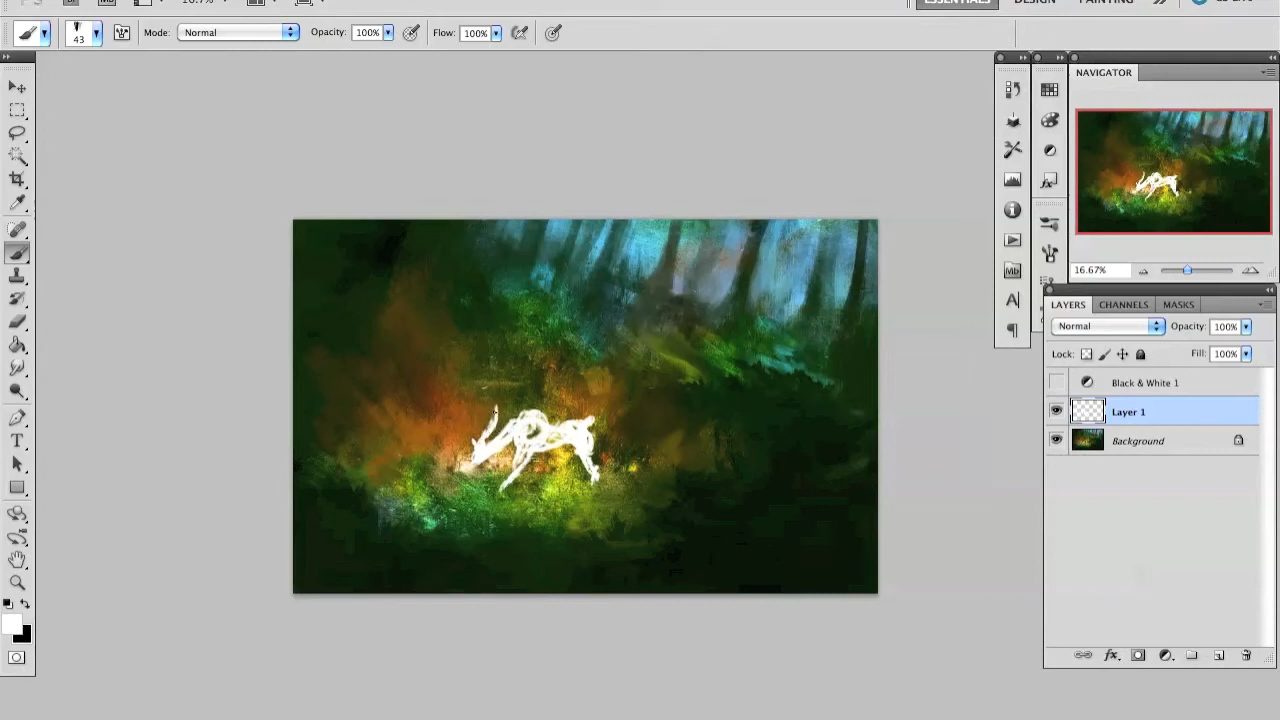 ESSENTIALS DESIGN PAINTING
43 Mode: Normal Opacity: 100% Flow: 100%
NAVIGATOR
16.67%
LAYERS CHANNELS MASKS
Normal Opacity: 100%
Lock: Fill: 100%
Black & White 1
Layer 1
Background